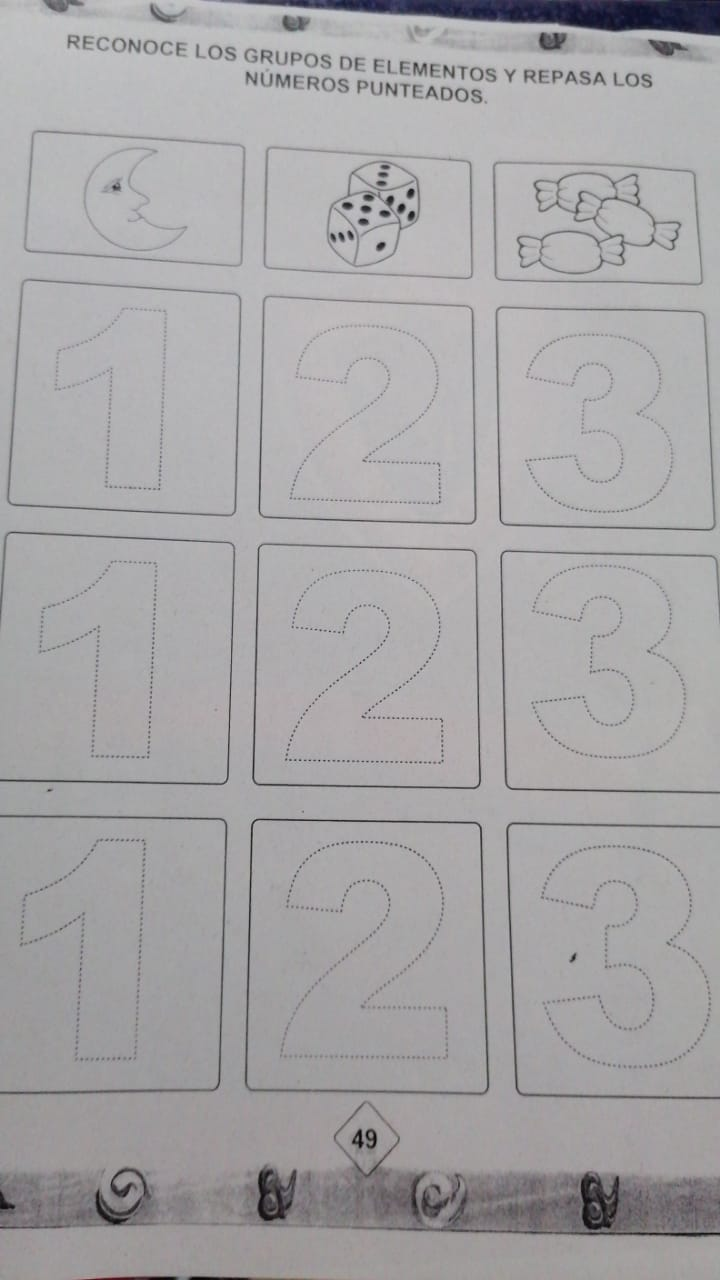 RECONOCE LOS GRUPOS DE ELEMENTOS Y REPASA LOS
NÚMEROS PUNTEADOS.
1 2 3
1 2 3
1 2 3
49